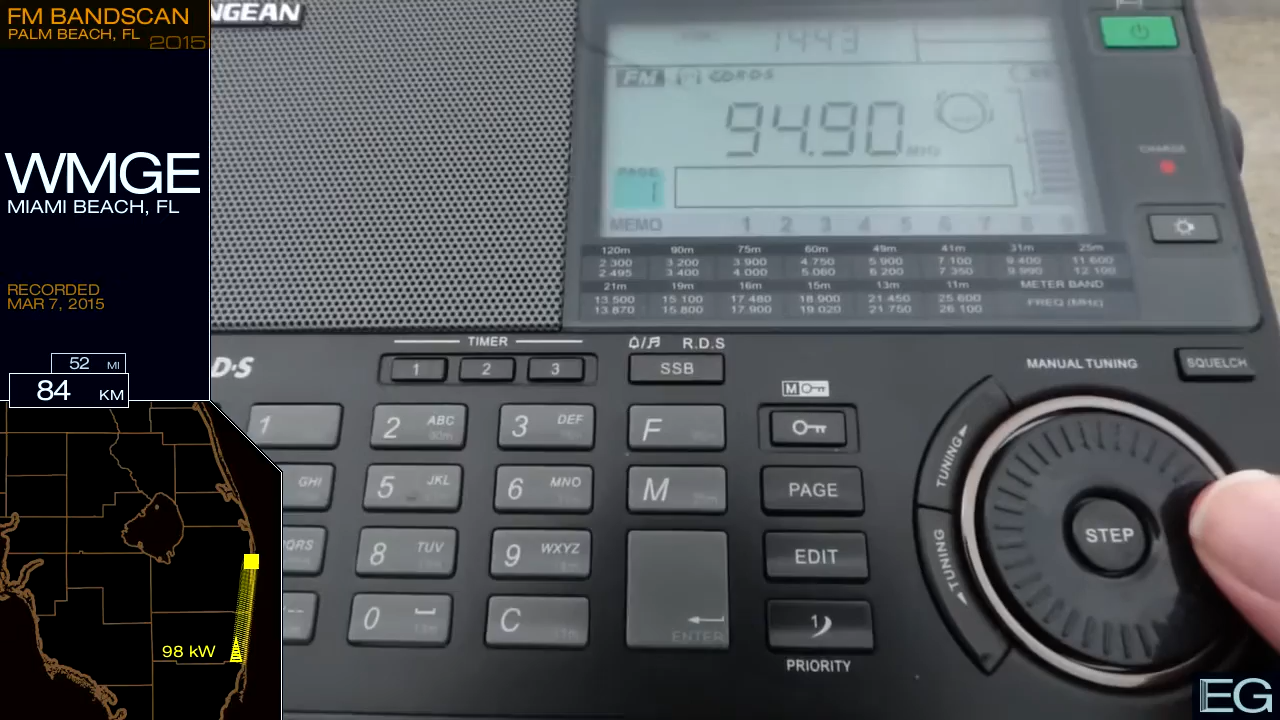 FM BANDSCAN
PALM BEACH, FL
2015
WMGE
MIAMI BEACH, FL
RECORDED
MAR 7, 2015
52 MI
84 KM
98 kW
NGEAN
1443
FM R·D·S
94.90 MHz
PAGE
1
MEMO 1 2 3 4 5 6 7 8 9
120m 90m 75m 60m 49m 41m 31m 25m
2.300 3.200 3.900 4.750 5.900 7.100 9.400 11.600
2.495 3.400 4.000 5.060 6.200 7.350 9.990 12.100
21m 19m 16m 15m 13m 11m METER BAND
13.500 15.100 17.480 18.900 21.450 25.600 FREQ (MHz)
13.870 15.800 17.900 19.020 21.750 26.100
CHARGE
D·S
TIMER
1 2 3
R.D.S
SSB
MANUAL TUNING
SQUELCH
1
2 ABC
3 DEF
F
M
GHI
5 JKL
6 MNO
M
PAGE
TUNING
STEP
PQRS
8 TUV
9 WXYZ
ENTER
EDIT
TUNING
0
C
1
PRIORITY
EG